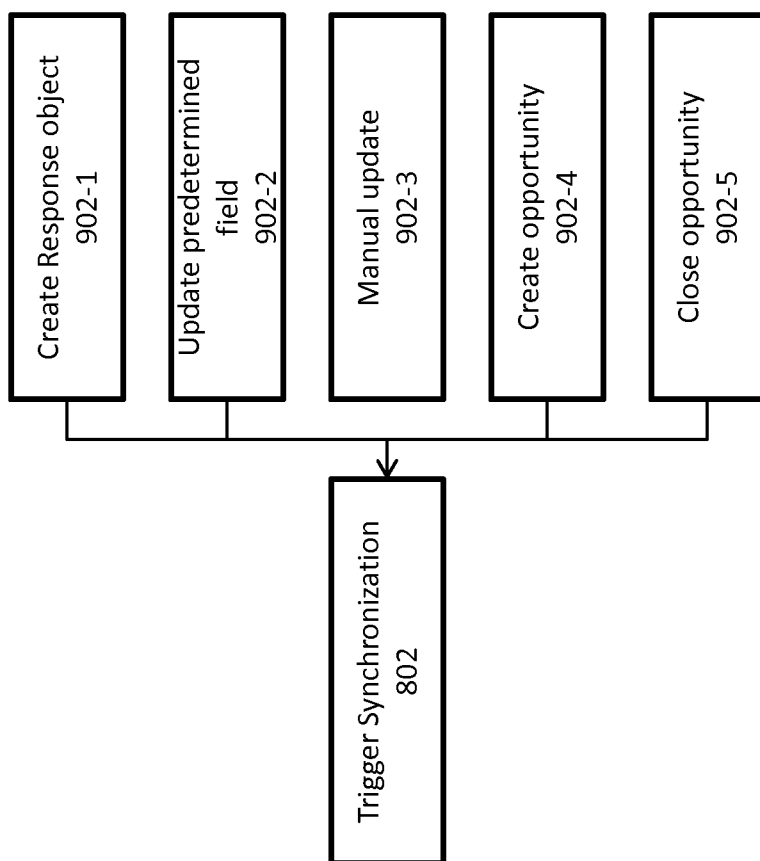 Create Response object
902-1
Update predetermined
field
902-2
Manual update
902-3
Create opportunity
902-4
Close opportunity
902-5
Trigger Synchronization
802